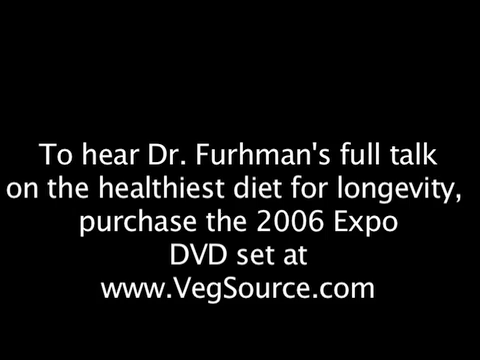 To hear Dr. Furhman's full talk
on the healthiest diet for longevity,
purchase the 2006 Expo
DVD set at
www.VegSource.com